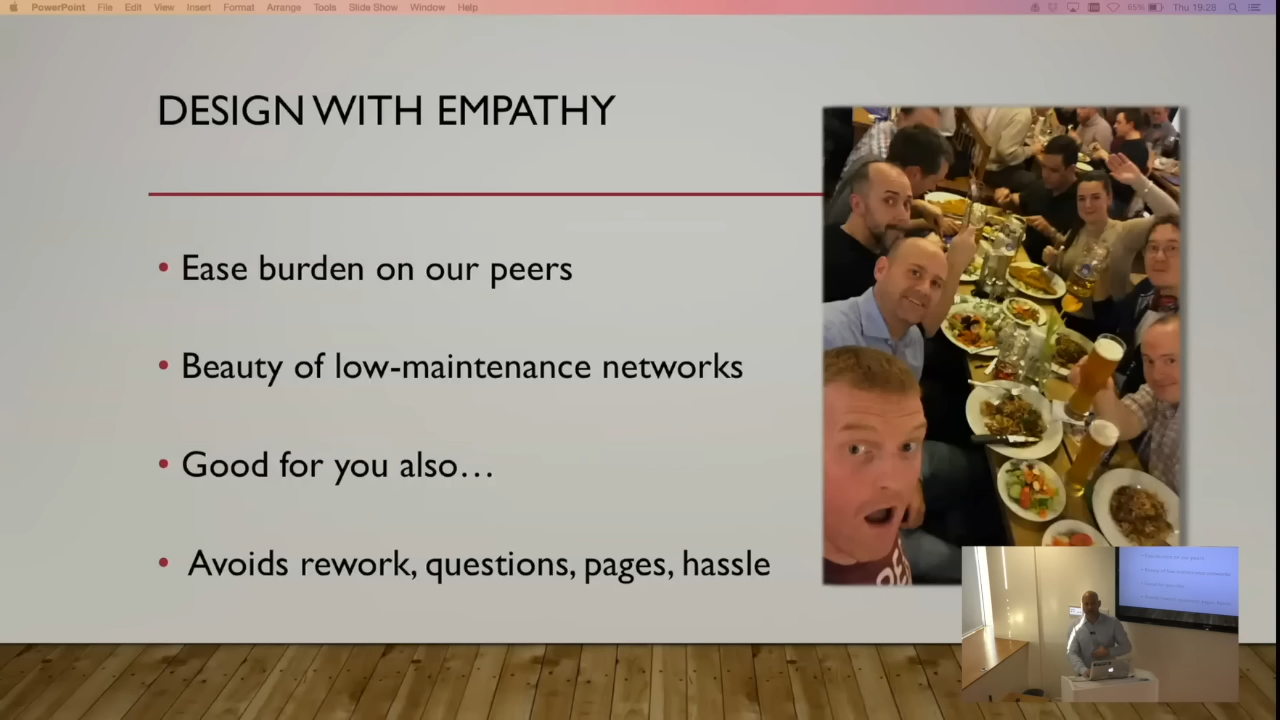 PowerPoint File Edit View Insert Format Arrange Tools Slide Show Window Help 65% Thu 19:28
DESIGN WITH EMPATHY
• Ease burden on our peers
• Beauty of low-maintenance networks
• Good for you also…
• Avoids rework, questions, pages, hassle